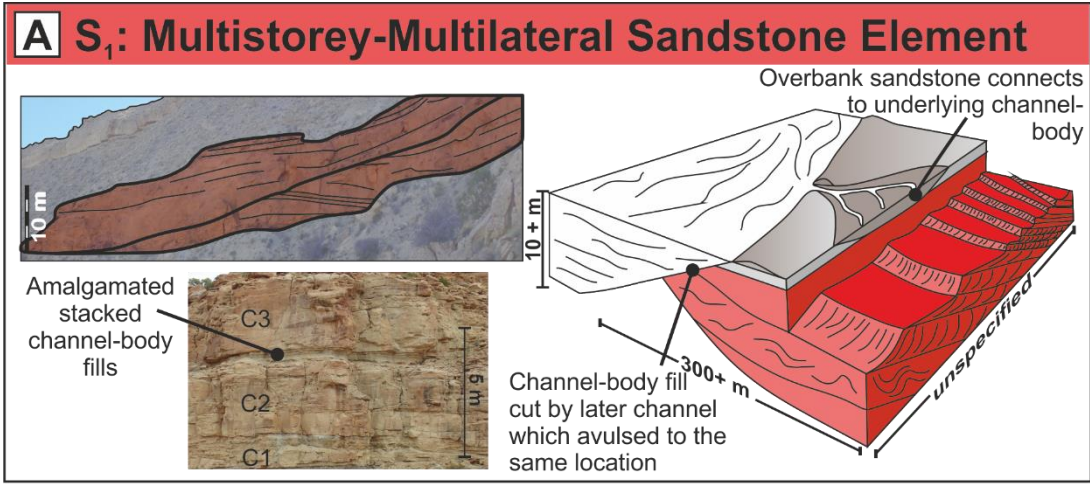 A S₁: Multistorey-Multilateral Sandstone Element
Overbank sandstone connects
to underlying channel-
body
10 m
10 + m
Amalgamated
stacked
channel-body
fills
C3
C2
C1
5 m
300+ m
unspecified
Channel-body fill
cut by later channel
which avulsed to the
same location